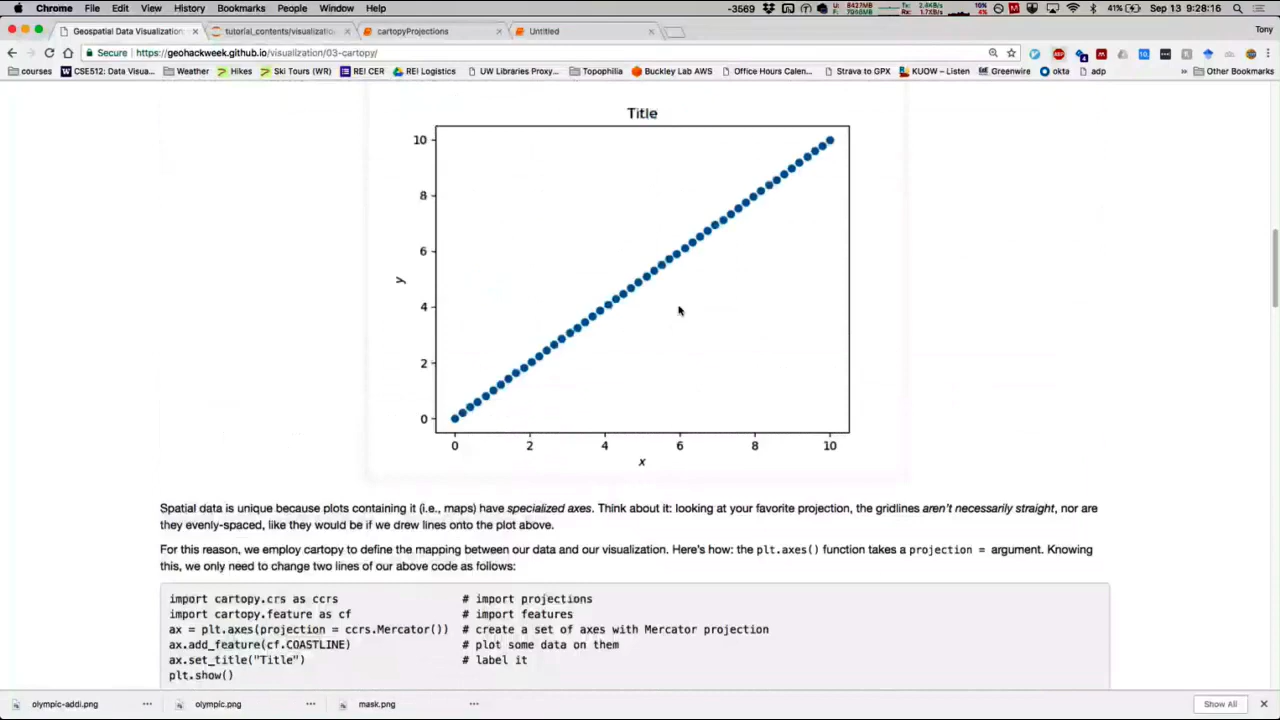 Chrome File Edit View History Bookmarks People Window Help -3569 41% Sep 13 9:28:16
Geospatial Data Visualization tutorial_contents/visualizatio cartopyProjections Untitled Tony
Secure https://geohackweek.github.io/visualization/03-cartopy/
courses CSE512: Data Visua... Weather Hikes Ski Tours (WR) REI CER REI Logistics UW Libraries Proxy... Topophilia Buckley Lab AWS Office Hours Calen... Strava to GPX KUOW – Listen Greenwire okta adp » Other Bookmarks
Title
10
8
6
4
2
0
y
0 2 4 6 8 10
x
Spatial data is unique because plots containing it (i.e., maps) have specialized axes. Think about it: looking at your favorite projection, the gridlines aren't necessarily straight, nor are
they evenly-spaced, like they would be if we drew lines onto the plot above.
For this reason, we employ cartopy to define the mapping between our data and our visualization. Here's how: the plt.axes() function takes a projection = argument. Knowing
this, we only need to change two lines of our above code as follows:
import cartopy.crs as ccrs # import projections
import cartopy.feature as cf # import features
ax = plt.axes(projection = ccrs.Mercator()) # create a set of axes with Mercator projection
ax.add_feature(cf.COASTLINE) # plot some data on them
ax.set_title("Title") # label it
plt.show()
olympic-addi.png olympic.png mask.png Show All